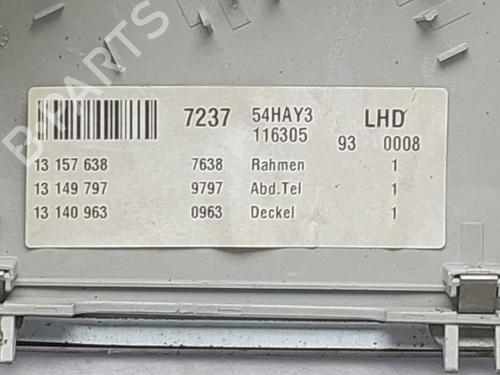 B-PARTS
7237 54HAY3 LHD
116305 93 0008
13 157 638 7638 Rahmen 1
13 149 797 9797 Abd.Tel 1
13 140 963 0963 Deckel 1